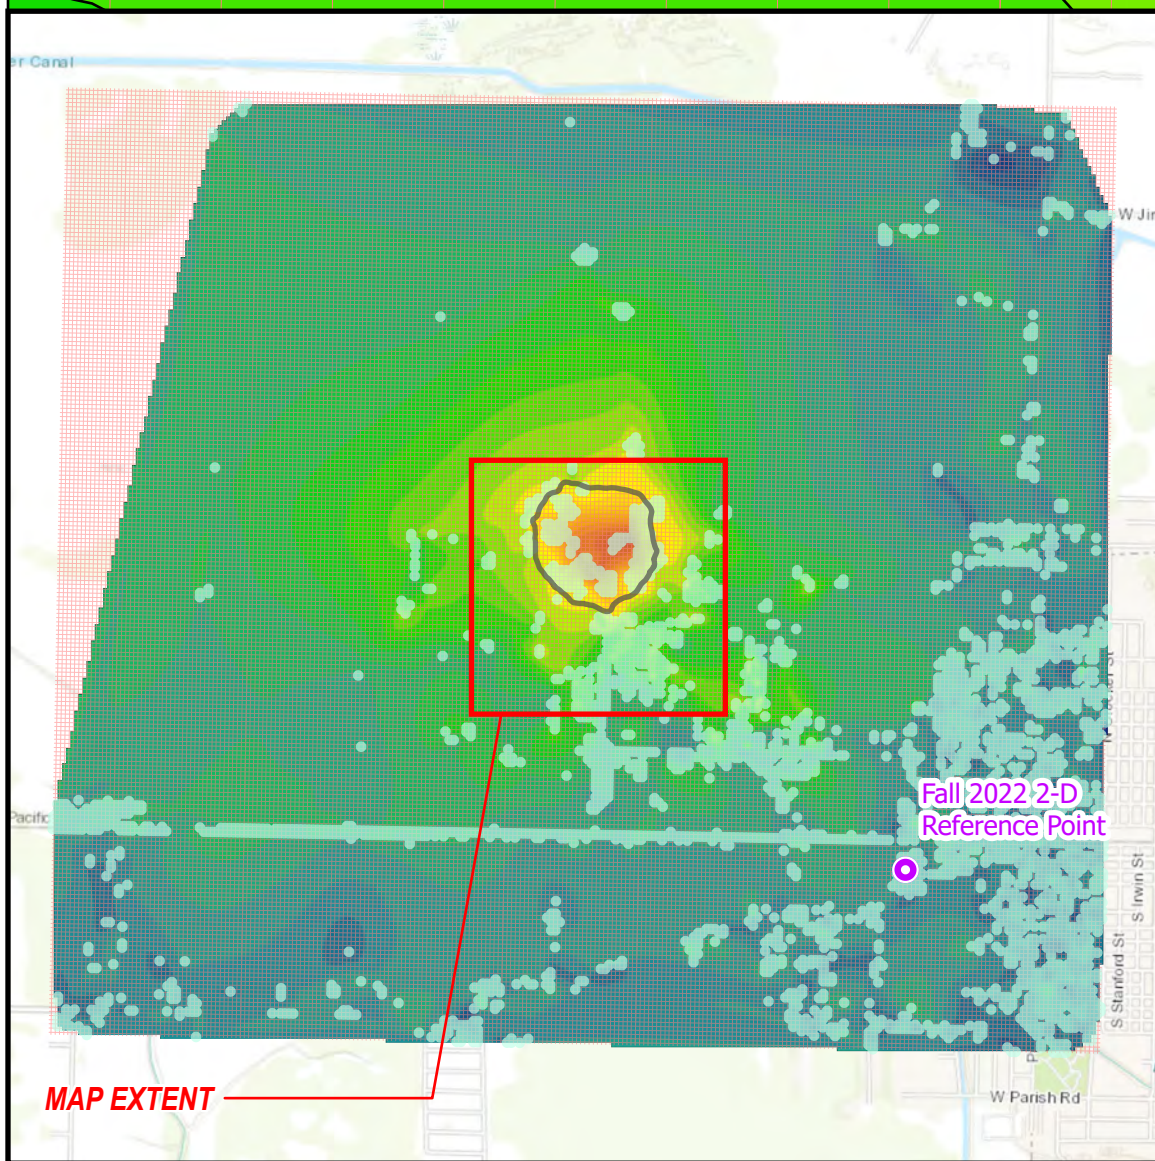 er Canal
W Jir
Fall 2022 2-D
Reference Point
Pacific
S Irwin St
S Stanford St
MAP EXTENT
W Parish Rd